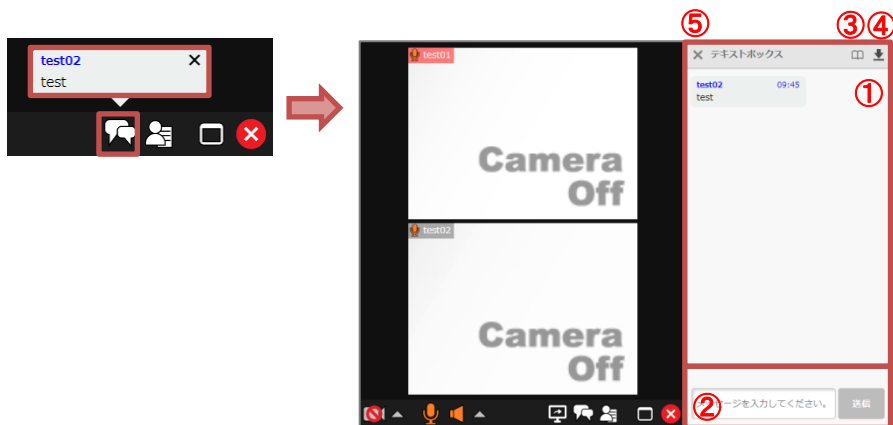 test02
test
⑤
③④
test01
テキストボックス
test02 09:45
test
①
Camera
Off
test02
Camera
Off
②
セージを入力してください。
送信